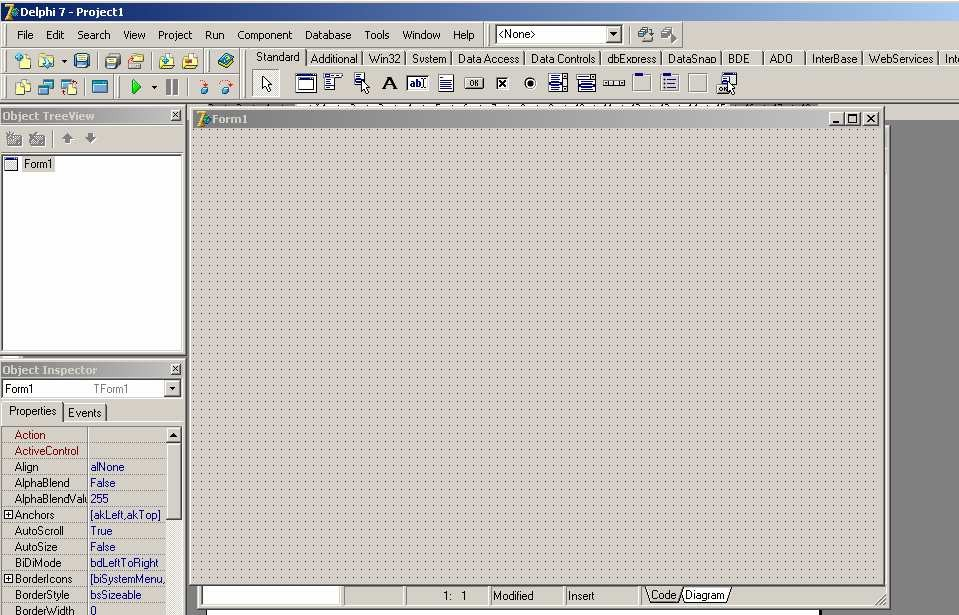 Delphi 7 - Project1
File Edit Search View Project Run Component Database Tools Window Help <None>
Standard Additional Win32 System Data Access Data Controls dbExpress DataSnap BDE ADO InterBase WebServices
A ab OK
Object TreeView
Form1
Form1
Object Inspector
Form1 TForm1
Properties Events
Action
ActiveControl
Align alNone
AlphaBlend False
AlphaBlendValu 255
Anchors [akLeft,akTop]
AutoScroll True
AutoSize False
BiDiMode bdLeftToRight
BorderIcons [biSystemMenu,
BorderStyle bsSizeable
BorderWidth 0
1: 1 Modified Insert Code Diagram